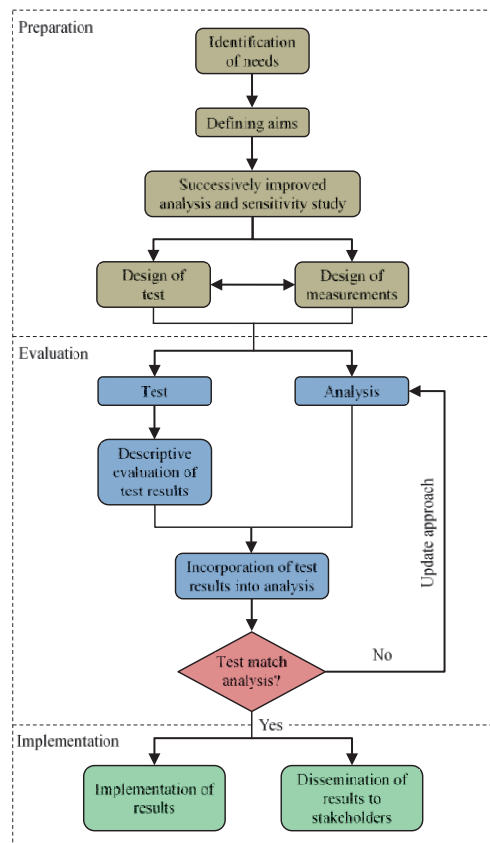 Preparation
Identification
of needs
Defining aims
Successively improved
analysis and sensitivity study
Design of
test
Design of
measurements
Evaluation
Test
Analysis
Descriptive
evaluation of
test results
Update approach
Incorporation of test
results into analysis
Test match
analysis?
No
Yes
Implementation
Implementation of
results
Dissemination of
results to
stakeholders